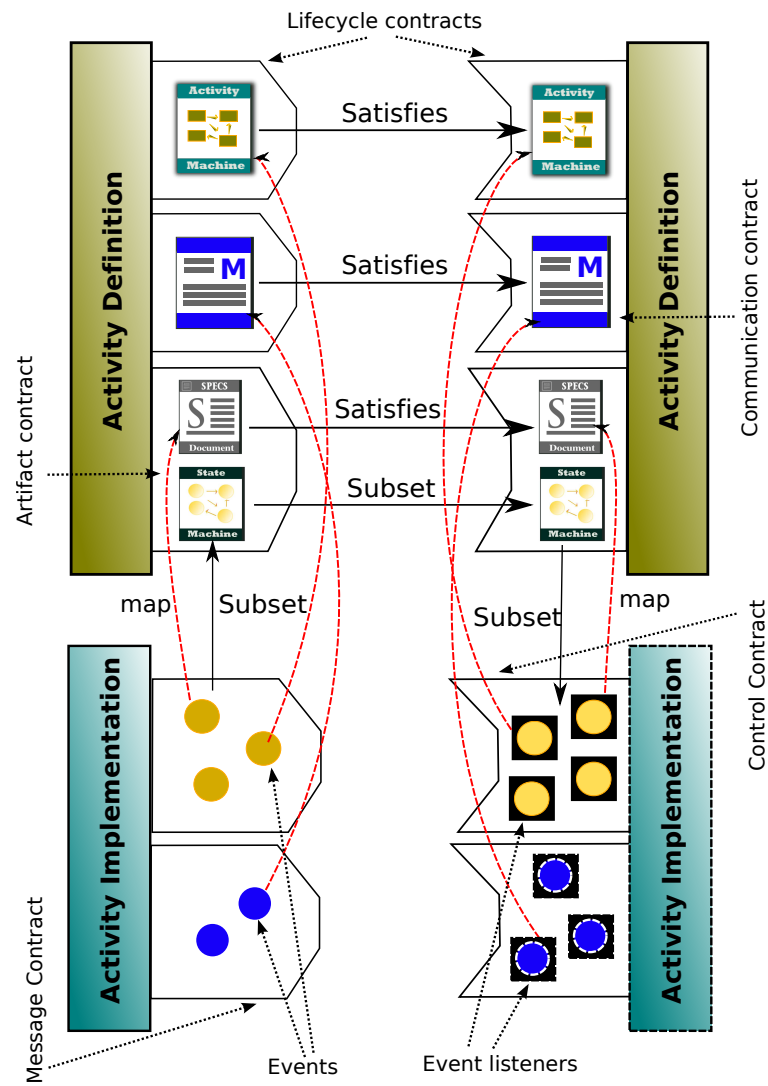 Lifecycle contracts
Activity Definition
Activity
Machine
Satisfies
Activity
Machine
Activity Definition
M
Satisfies
M
Communication contract
Artifact contract
SPECS
S
Document
Satisfies
SPECS
S
Document
State
Machine
Subset
State
Machine
map
Subset
Subset
map
Control Contract
Activity Implementation
Activity Implementation
Message Contract
Events
Event listeners